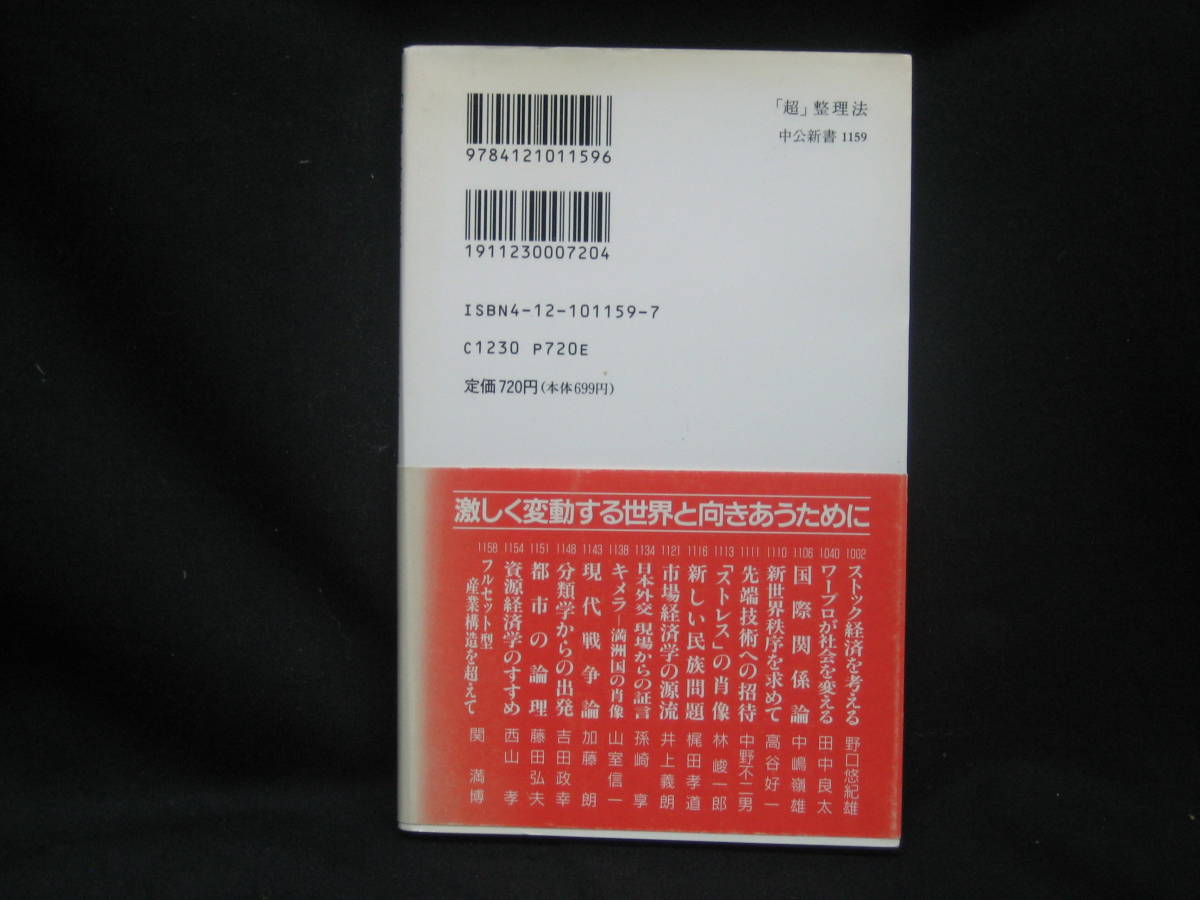 9784121011596
1911230007204
ISBN4-12-101159-7
C1230 P720E
定価720円(本体699円)
「超」整理法
中公新書 1159
激しく変動する世界と向きあうために
1002 ストック経済を考える 野口悠紀雄
1040 ワープロが社会を変える 田中良太
1106 国際関係論 中嶋嶺雄
1110 新世界秩序を求めて 高谷好一
1111 先端技術への招待 中野不二男
1113 「ストレス」の肖像 林峻一郎
1116 新しい民族問題 梶田孝道
1121 市場経済学の源流 井上義朗
1134 日本外交 現場からの証言 孫崎享
1138 キメラ―満洲国の肖像 山室信一
1143 現代戦争論 加藤朗
1148 分類学からの出発 吉田政幸
1151 都市の論理 藤田弘夫
1154 資源経済学のすすめ 西山孝
1158 フルセット型
産業構造を超えて 関満博